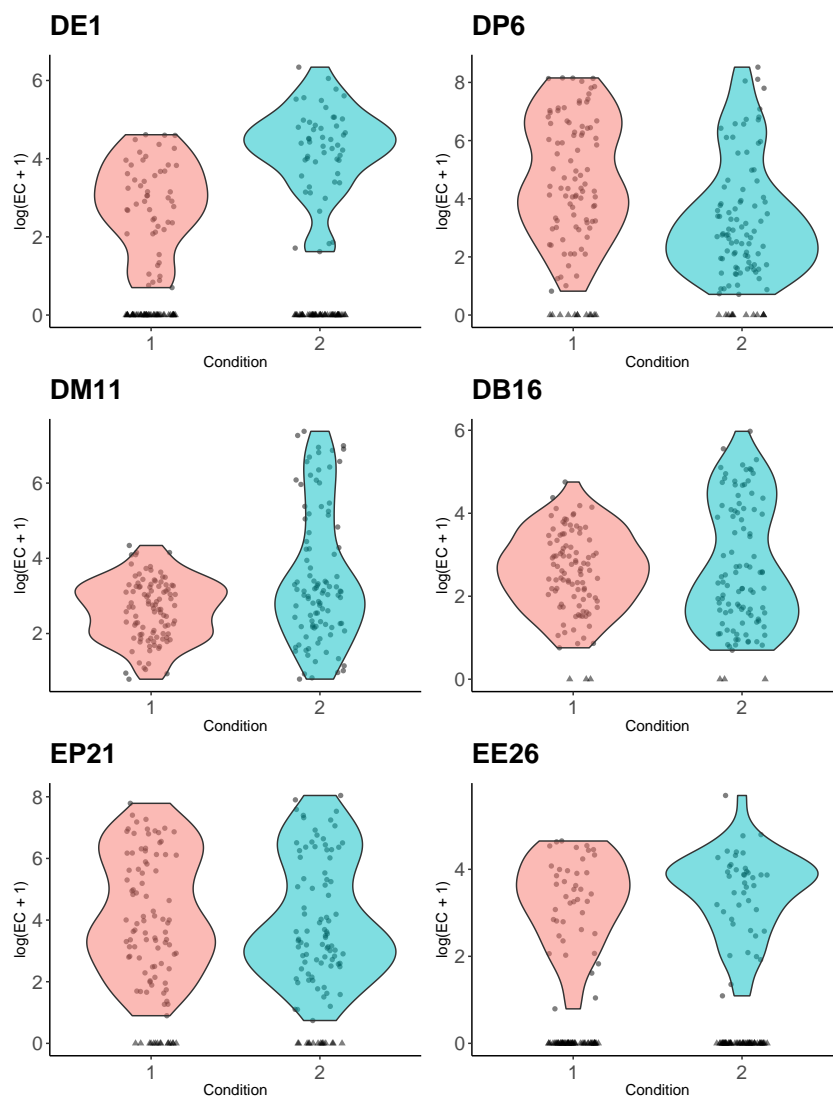 DE1
log(EC + 1)
6
4
2
0
1 2
Condition
DP6
log(EC + 1)
8
6
4
2
0
1 2
Condition
DM11
log(EC + 1)
6
4
2
1 2
Condition
DB16
log(EC + 1)
6
4
2
0
1 2
Condition
EP21
log(EC + 1)
8
6
4
2
0
1 2
Condition
EE26
log(EC + 1)
4
2
0
1 2
Condition